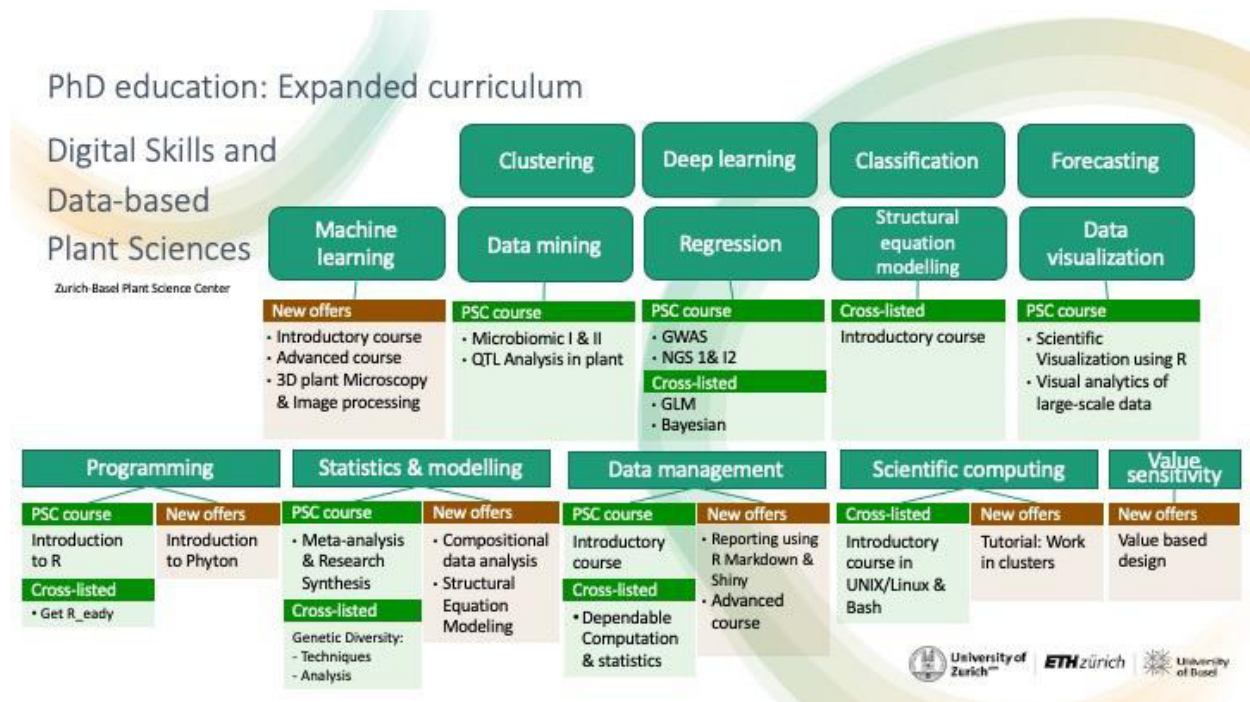 PhD education: Expanded curriculum
Digital Skills and
Data-based
Plant Sciences
Zurich-Basel Plant Science Center
Clustering
Deep learning
Classification
Forecasting
Machine
learning
Data mining
Regression
Structural
equation
modelling
Data
visualization
New offers
· Introductory course
· Advanced course
· 3D plant Microscopy
& Image processing
PSC course
· Microbiomic I & II
· QTL Analysis in plant
PSC course
· GWAS
· NGS 1& I2
Cross-listed
· GLM
· Bayesian
Cross-listed
Introductory course
PSC course
· Scientific
Visualization using R
· Visual analytics of
large-scale data
Programming
PSC course
Introduction
to R
Cross-listed
• Get R_eady
New offers
Introduction
to Phyton
Statistics & modelling
PSC course
· Meta-analysis
& Research
Synthesis
Cross-listed
Genetic Diversity:
- Techniques
- Analysis
New offers
· Compositional
data analysis
· Structural
Equation
Modeling
Data management
PSC course
Introductory
course
Cross-listed
• Dependable
Computation
& statistics
New offers
· Reporting using
R Markdown &
Shiny
· Advanced
course
Scientific computing
Cross-listed
Introductory
course in
UNIX/Linux &
Bash
New offers
Tutorial: Work
in clusters
Value
sensitivity
New offers
Value based
design
University of
Zurich
ETH zürich
University
of Basel